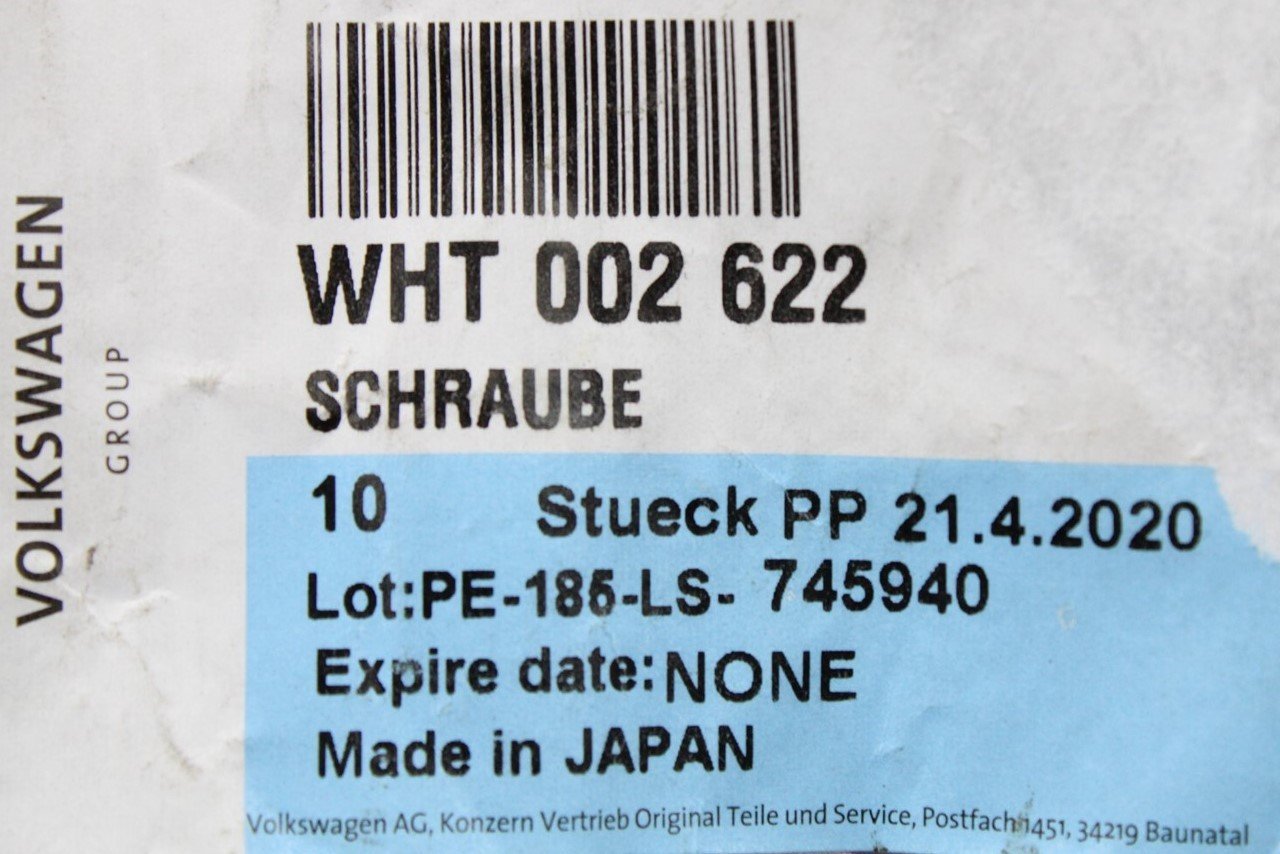 VOLKSWAGEN
GROUP
WHT 002 622
SCHRAUBE
10 Stueck PP 21.4.2020
Lot:PE-185-LS- 745940
Expire date:NONE
Made in JAPAN
Volkswagen AG, Konzern Vertrieb Original Teile und Service, Postfach 1451, 34219 Baunatal